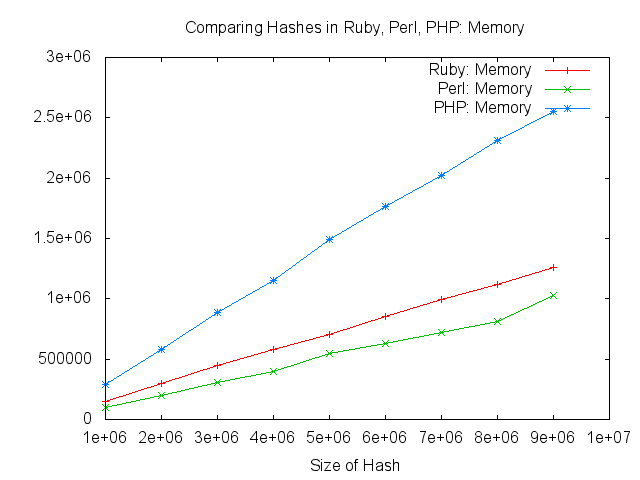 Comparing Hashes in Ruby, Perl, PHP: Memory
3e+06
Ruby: Memory
Perl: Memory
PHP: Memory
2.5e+06
2e+06
1.5e+06
1e+06
500000
0
1e+06 2e+06 3e+06 4e+06 5e+06 6e+06 7e+06 8e+06 9e+06 1e+07
Size of Hash